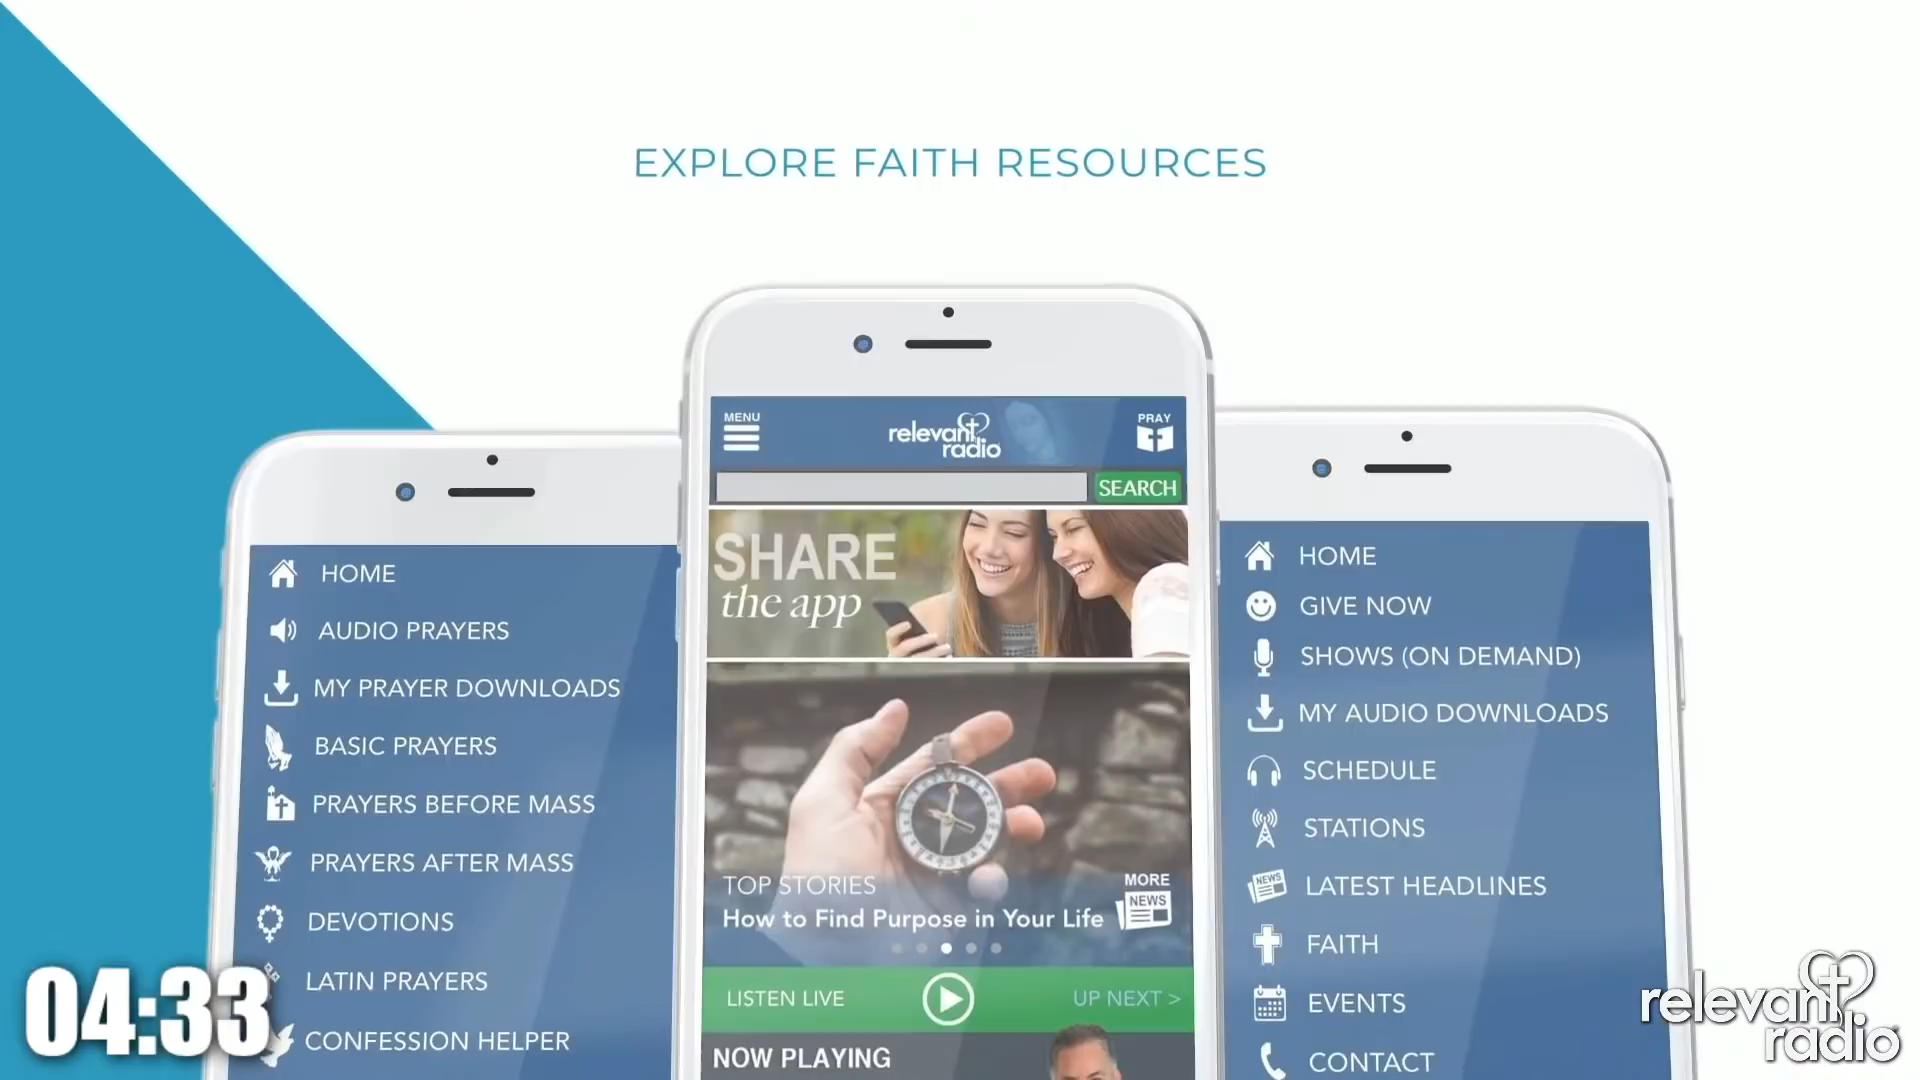 EXPLORE FAITH RESOURCES
HOME
AUDIO PRAYERS
MY PRAYER DOWNLOADS
BASIC PRAYERS
PRAYERS BEFORE MASS
PRAYERS AFTER MASS
DEVOTIONS
LATIN PRAYERS
CONFESSION HELPER
04:33
MENU
relevant
radio
PRAY
SEARCH
SHARE
the app
TOP STORIES
How to Find Purpose in Your Life
MORE
NEWS
LISTEN LIVE
UP NEXT >
NOW PLAYING
HOME
GIVE NOW
SHOWS (ON DEMAND)
MY AUDIO DOWNLOADS
SCHEDULE
STATIONS
NEWS
LATEST HEADLINES
FAITH
EVENTS
CONTACT
relevant
radio